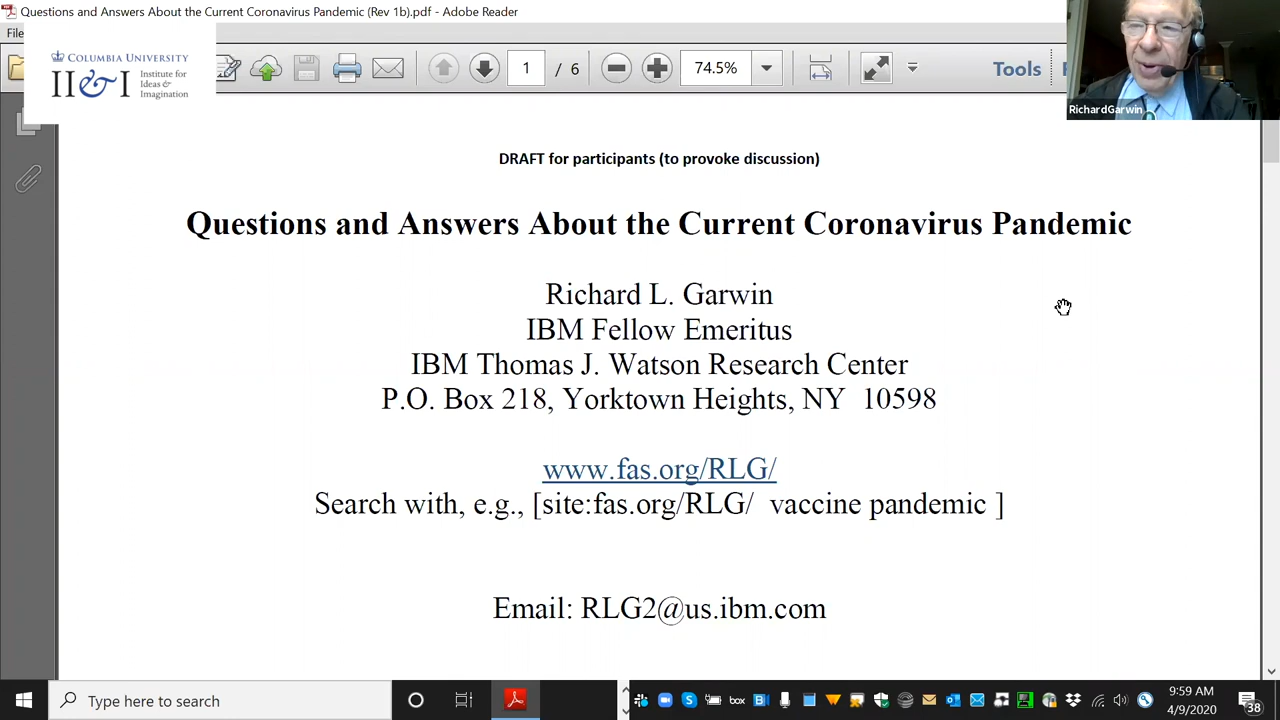 Questions and Answers About the Current Coronavirus Pandemic (Rev 1b).pdf - Adobe Reader
File
COLUMBIA UNIVERSITY
II&I
Institute for
Ideas &
Imagination
1 / 6
74.5%
Tools
RichardGarwin
DRAFT for participants (to provoke discussion)
Questions and Answers About the Current Coronavirus Pandemic
Richard L. Garwin
IBM Fellow Emeritus
IBM Thomas J. Watson Research Center
P.O. Box 218, Yorktown Heights, NY 10598
www.fas.org/RLG/
Search with, e.g., [site:fas.org/RLG/ vaccine pandemic ]
Email: RLG2@us.ibm.com
Type here to search
box
9:59 AM
4/9/2020
38